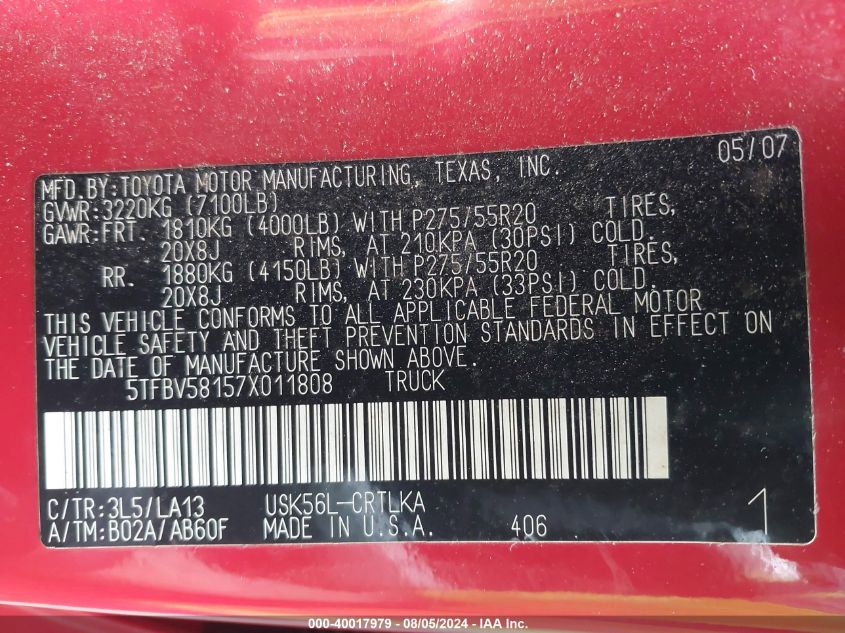 05/07
MFD.BY:TOYOTA MOTOR MANUFACTURING, TEXAS, INC.
GVWR:3220KG (7100LB)
GAWR:FRT. 1810KG (4000LB) WITH P275/55R20 TIRES,
20X8J RIMS, AT 210KPA (30PSI) COLD.
RR. 1880KG (4150LB) WITH P275/55R20 TIRES,
20X8J RIMS, AT 230KPA (33PSI) COLD.
THIS VEHICLE CONFORMS TO ALL APPLICABLE FEDERAL MOTOR
VEHICLE SAFETY AND THEFT PREVENTION STANDARDS IN EFFECT ON
THE DATE OF MANUFACTURE SHOWN ABOVE.
5TFBV58157X011808 TRUCK
C/TR:3L5/LA13 USK56L-CRTLKA
A/TM:B02A/AB60F MADE IN U.S.A. 406 1
000-40017979 - 08/05/2024 - IAA Inc.